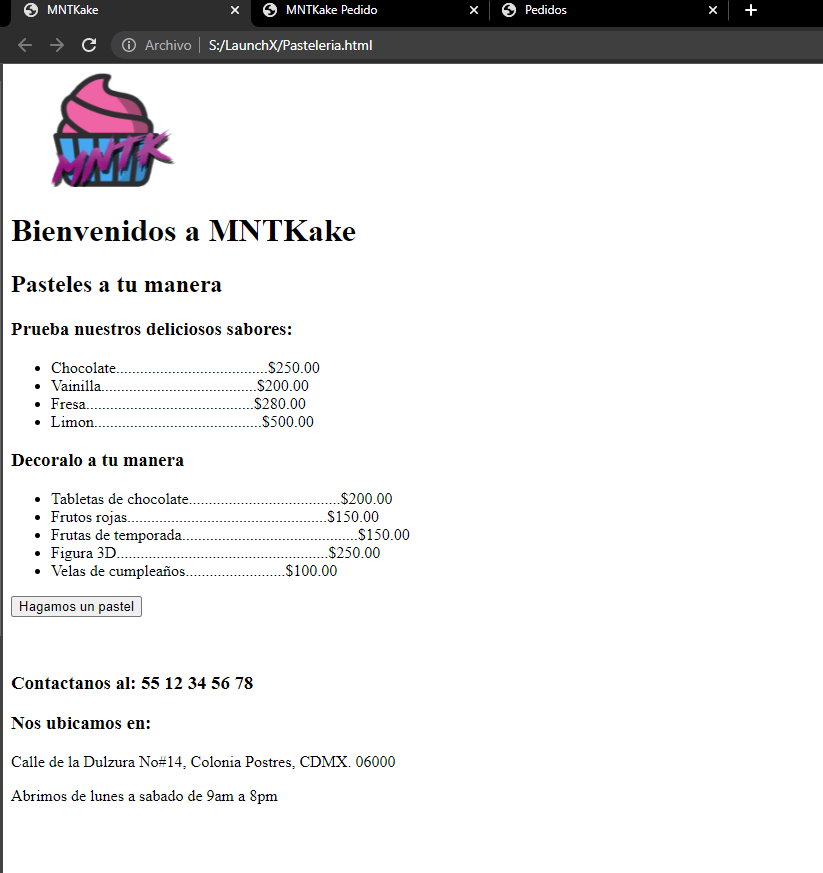 MNTKake
MNTKake Pedido
Pedidos
Archivo
S:/LaunchX/Pasteleria.html
MNTK
Bienvenidos a MNTKake
Pasteles a tu manera
Prueba nuestros deliciosos sabores:
Chocolate......................................$250.00
Vainilla.......................................$200.00
Fresa..........................................$280.00
Limon..........................................$500.00
Decoralo a tu manera
Tabletas de chocolate......................................$200.00
Frutos rojas..................................................$150.00
Frutas de temporada............................................$150.00
Figura 3D.....................................................$250.00
Velas de cumpleaños.........................$100.00
Hagamos un pastel
Contactanos al: 55 12 34 56 78
Nos ubicamos en:
Calle de la Dulzura No#14, Colonia Postres, CDMX. 06000
Abrimos de lunes a sabado de 9am a 8pm